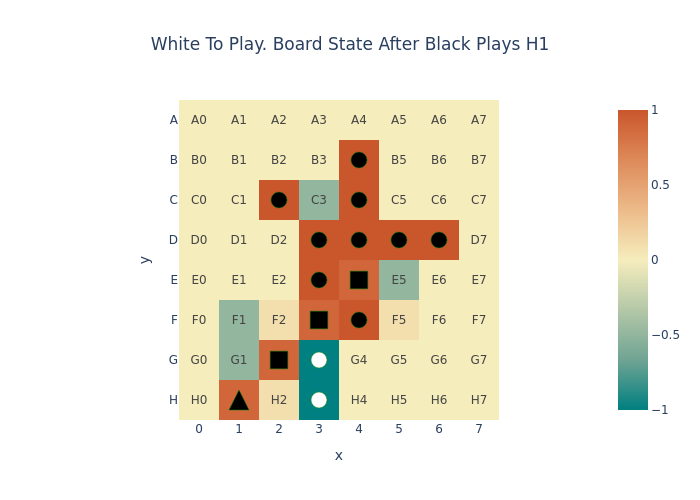 White To Play. Board State After Black Plays H1
A A0 A1 A2 A3 A4 A5 A6 A7
B B0 B1 B2 B3 B5 B6 B7
C C0 C1 C3 C5 C6 C7
D D0 D1 D2 D7
E E0 E1 E2 E5 E6 E7
F F0 F1 F2 F5 F6 F7
G G0 G1 G4 G5 G6 G7
H H0 H2 H4 H5 H6 H7
0 1 2 3 4 5 6 7
x
y
1
0.5
0
−0.5
−1